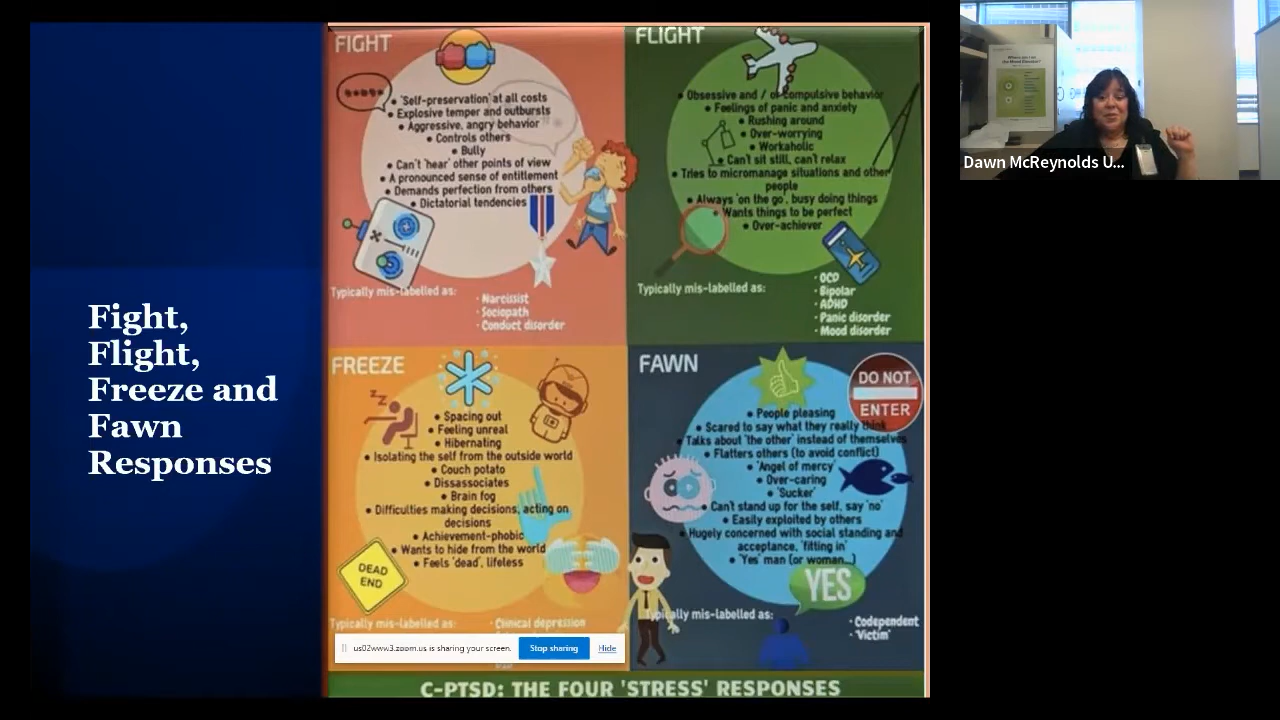 Fight,
Flight,
Freeze and
Fawn
Responses
FIGHT
• 'Self-preservation' at all costs
• Explosive temper and outbursts
• Aggressive, angry behavior
• Controls others
• Bully
• Can't 'hear' other points of view
• A pronounced sense of entitlement
• Demands perfection from others
• Dictatorial tendencies
Typically mis-labelled as:
• Narcissist
• Sociopath
• Conduct disorder
FLIGHT
• Obsessive and / or compulsive behavior
• Feelings of panic and anxiety
• Rushing around
• Over-worrying
• Workaholic
• Can't sit still, can't relax
• Tries to micromanage situations and other
people
• Always 'on the go', busy doing things
• Wants things to be perfect
• Over-achiever
Typically mis-labelled as:
• OCD
• Bipolar
• ADHD
• Panic disorder
• Mood disorder
FREEZE
zZ
• Spacing out
• Feeling unreal
• Hibernating
• Isolating the self from the outside world
• Couch potato
• Dissassociates
• Brain fog
• Difficulties making decisions, acting on
decisions
• Achievement-phobic
• Wants to hide from the world
• Feels 'dead', lifeless
DEAD
END
Typically mis-labelled as:
• Clinical depression
us02www3.zoom.us is sharing your screen.
Stop sharing
Hide
FAWN
DO NOT
ENTER
• People pleasing
• Scared to say what they really think
• Talks about 'the other' instead of themselves
• Flatters others (to avoid conflict)
• 'Angel of mercy'
• Over-caring
• 'Sucker'
• Can't stand up for the self, say 'no'
• Easily exploited by others
• Hugely concerned with social standing and
acceptance, 'fitting in'
• 'Yes' man (or woman...)
YES
Typically mis-labelled as:
• Codependent
• 'Victim'
C-PTSD: THE FOUR 'STRESS' RESPONSES
Dawn McReynolds U...